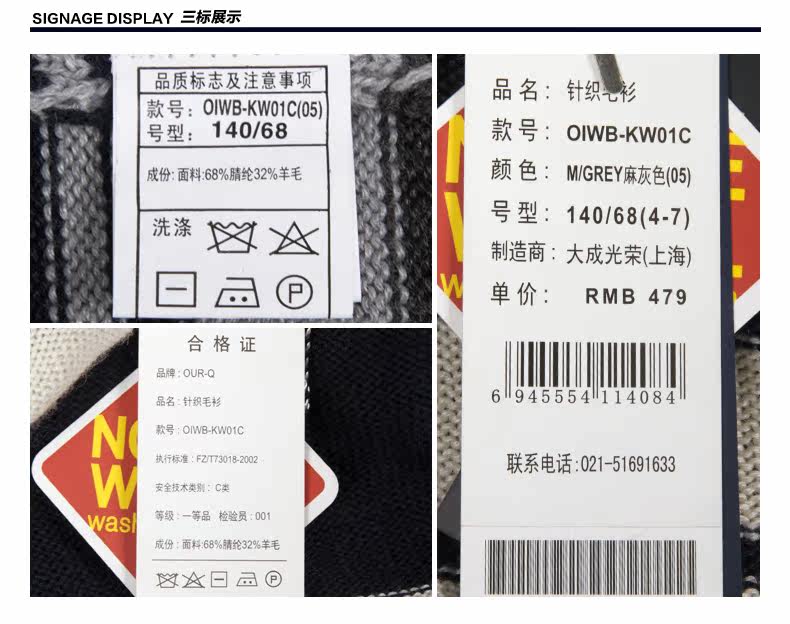 SIGNAGE DISPLAY 三标展示
品质标志及注意事项
款号: OIWB-KW01C(05)
号型: 140/68
成份: 面料:68%腈纶32%羊毛
洗涤
P
品名: 针织毛衫
款号: OIWB-KW01C
颜色: M/GREY麻灰色(05)
号型: 140/68(4-7)
制造商: 大成光荣(上海)
单价: RMB 479
6 945554 114084
联系电话:021-51691633
合格证
品牌: OUR-Q
品名: 针织毛衫
款号: OIWB-KW01C
执行标准: FZ/T73018-2002
安全技术类别: C类
等级: 一等品 检验员: 001
成份: 面料:68%腈纶32%羊毛
P